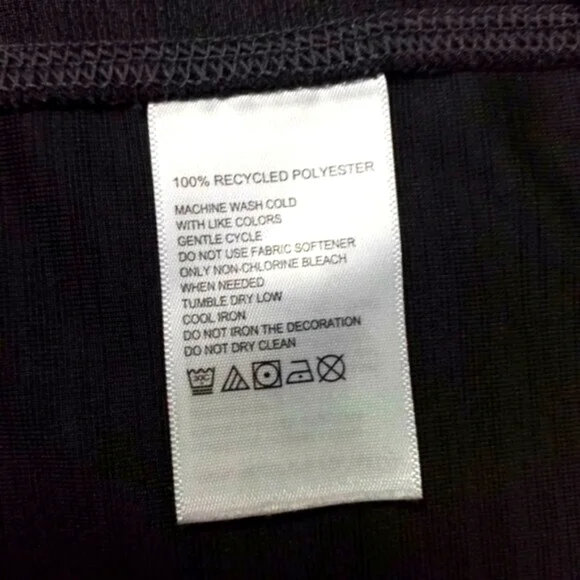 100% RECYCLED POLYESTER
MACHINE WASH COLD
WITH LIKE COLORS
GENTLE CYCLE
DO NOT USE FABRIC SOFTENER
ONLY NON-CHLORINE BLEACH
WHEN NEEDED
TUMBLE DRY LOW
COOL IRON
DO NOT IRON THE DECORATION
DO NOT DRY CLEAN
30C